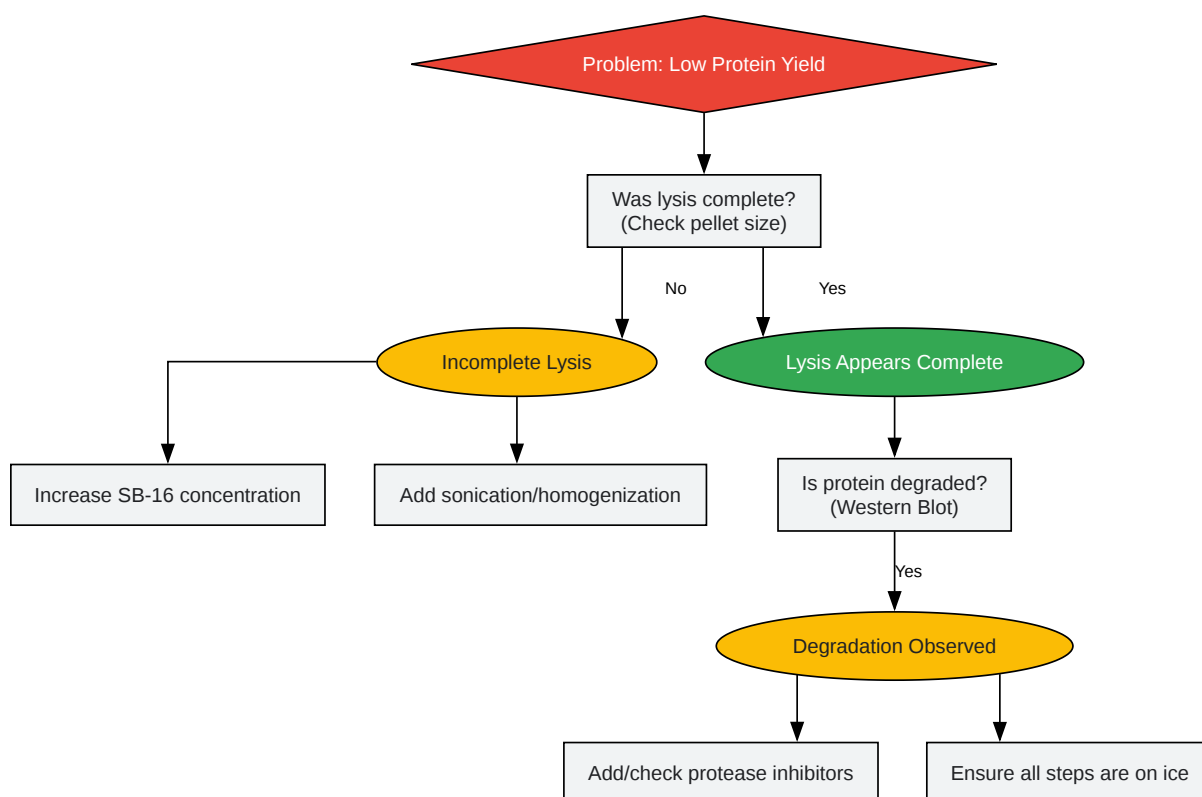 Problem: Low Protein Yield
Was lysis complete?
(Check pellet size)
No
Yes
Incomplete Lysis
Lysis Appears Complete
Increase SB-16 concentration
Add sonication/homogenization
Is protein degraded?
(Western Blot)
Yes
Degradation Observed
Add/check protease inhibitors
Ensure all steps are on ice